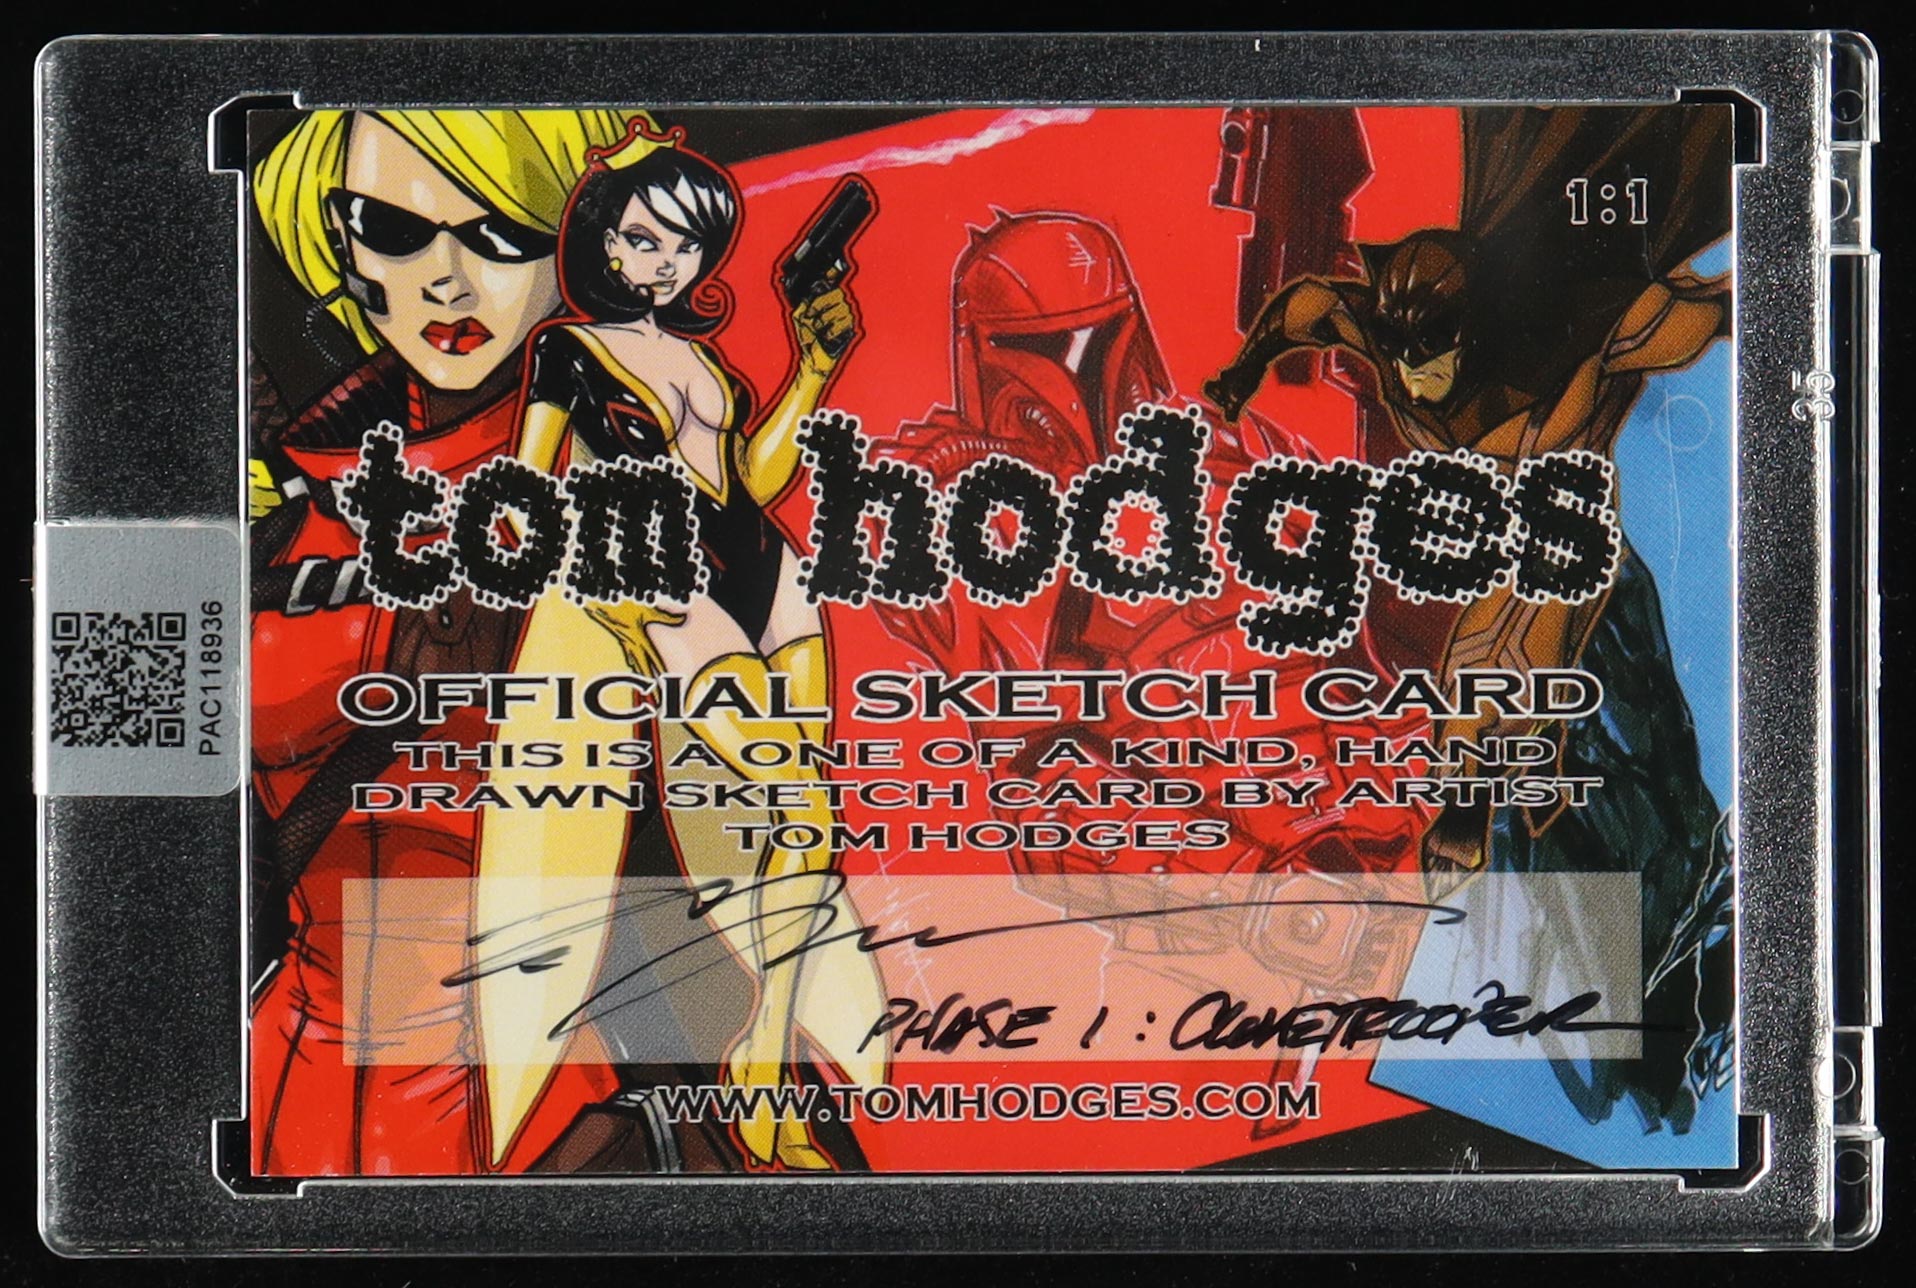 1:1
tom hodges
OFFICIAL SKETCH CARD
THIS IS A ONE OF A KIND, HAND
DRAWN SKETCH CARD BY ARTIST
TOM HODGES
PHASE 1: CLONETROOPER
WWW.TOMHODGES.COM
PAC118936